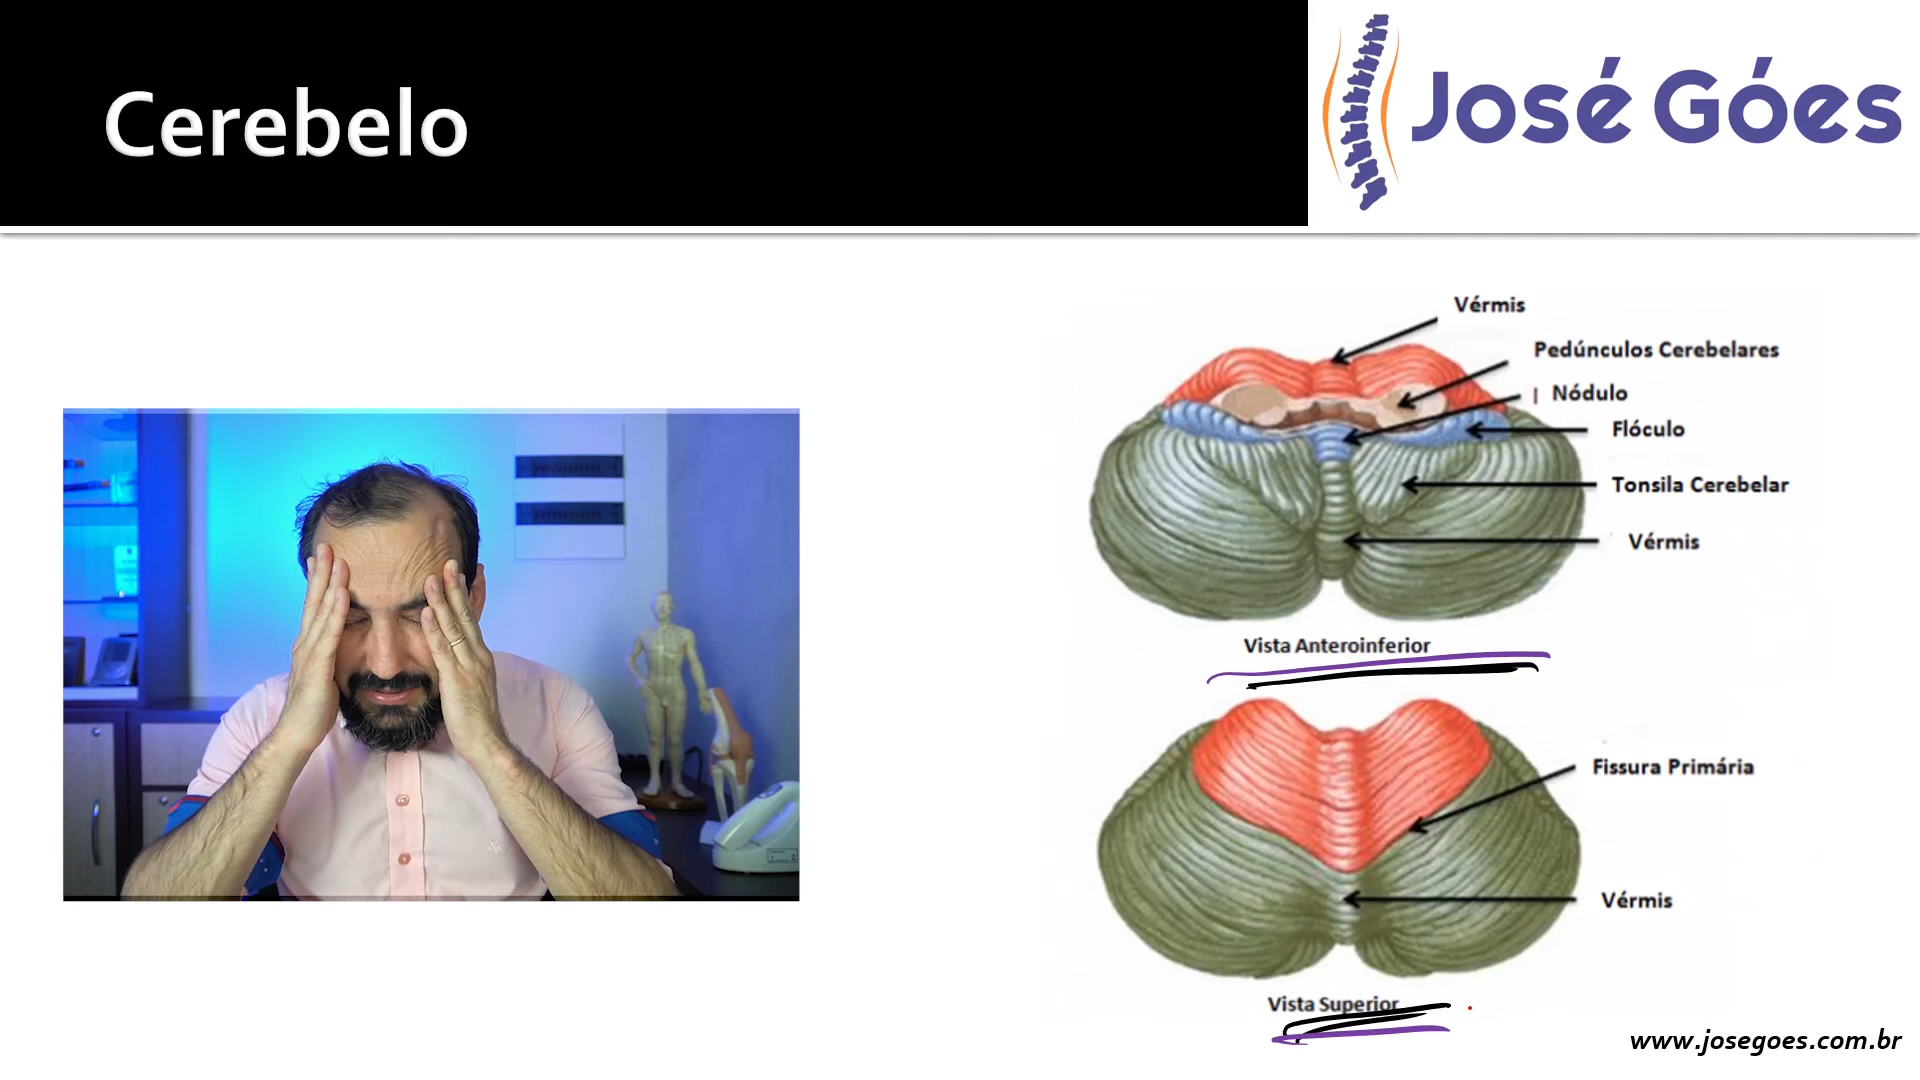 Cerebelo
José Góes
Vérmis
Pedúnculos Cerebelares
Nódulo
Flóculo
Tonsila Cerebelar
Vérmis
Vista Anteroinferior
Fissura Primária
Vérmis
Vista Superior
www.josegoes.com.br